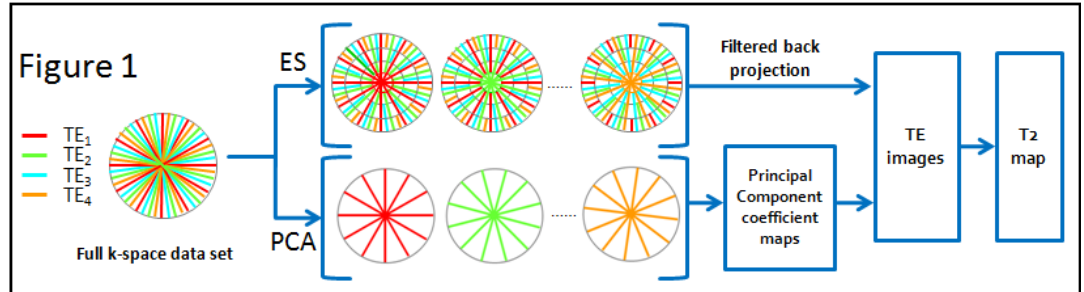 Figure 1
TE1
TE2
TE3
TE4
Full k-space data set
ES
PCA
......
......
Filtered back
projection
Principal
Component
coefficient
maps
TE
images
T2
map